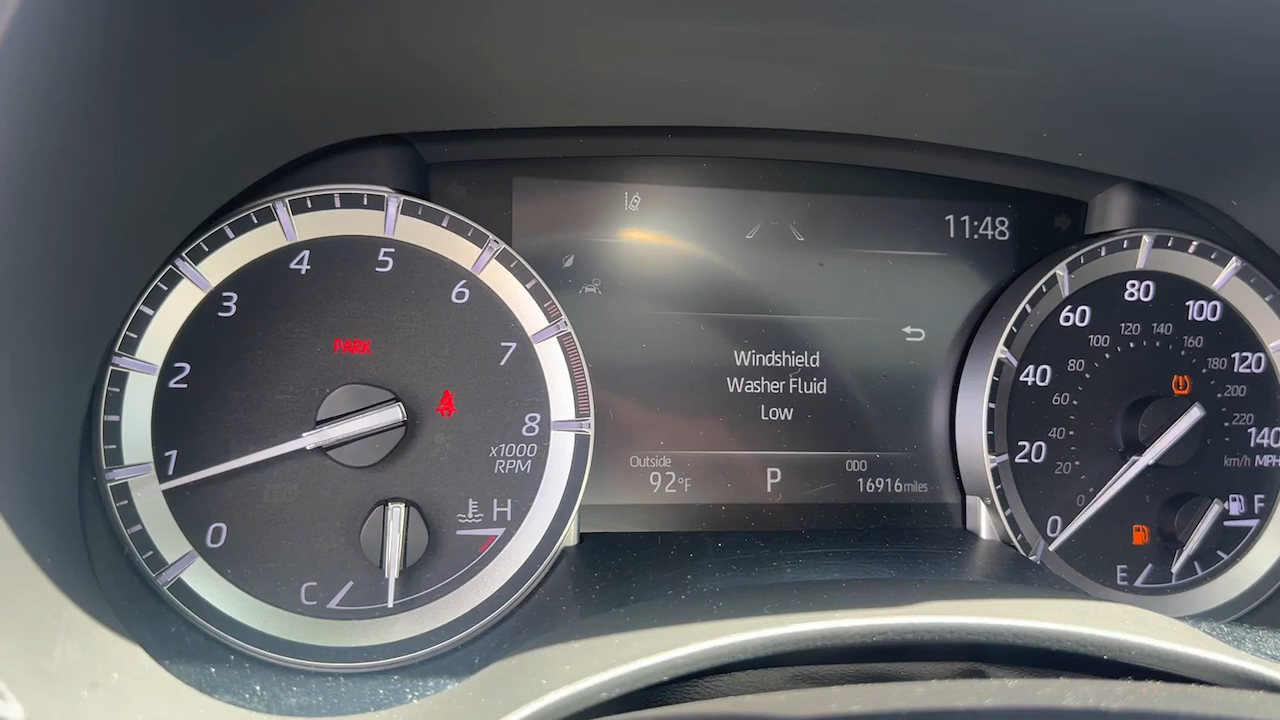 0
1
2
3
4
5
6
7
8
x1000
RPM
PARK
C
H
11:48
Windshield
Washer Fluid
Low
Outside
92°F
P
ODO
16916 miles
0
20
40
60
80
100
120
140
0
20
40
60
80
100
120
140
160
180
200
220
km/h MPH
E
F